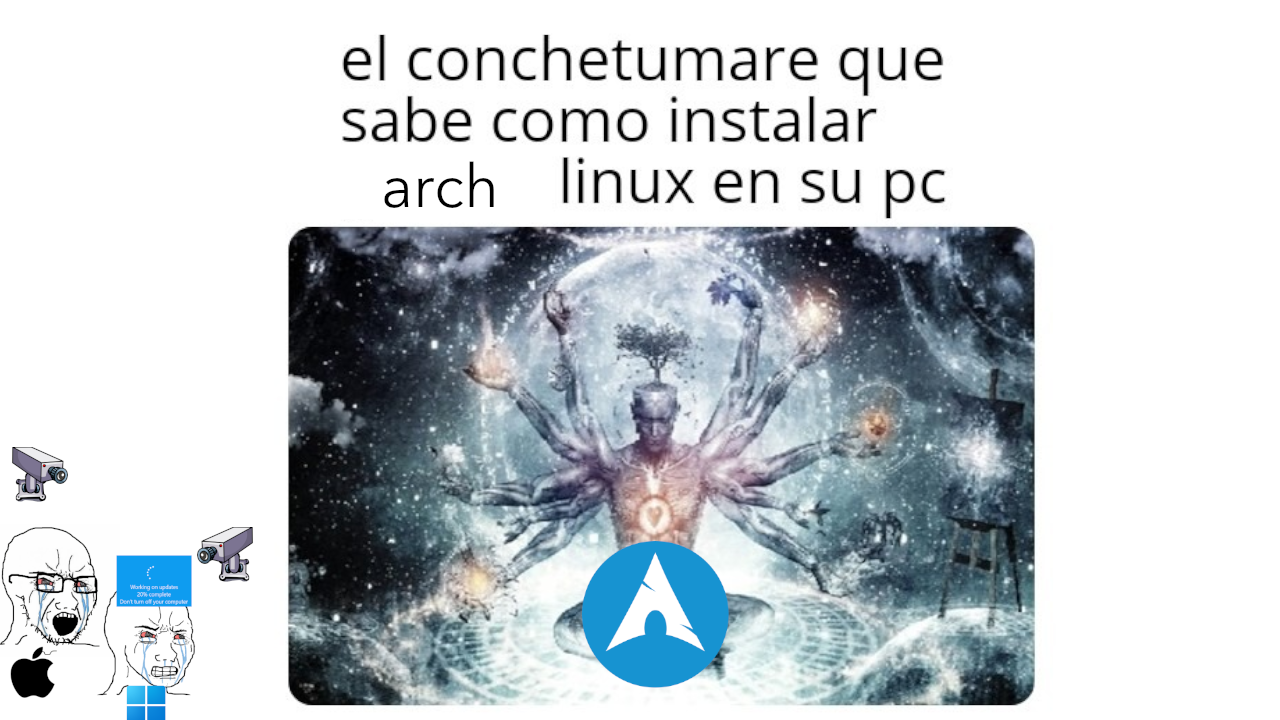 el conchetumare que
sabe como instalar
arch linux en su pc
Working on updates
20% complete
Don't turn off your computer